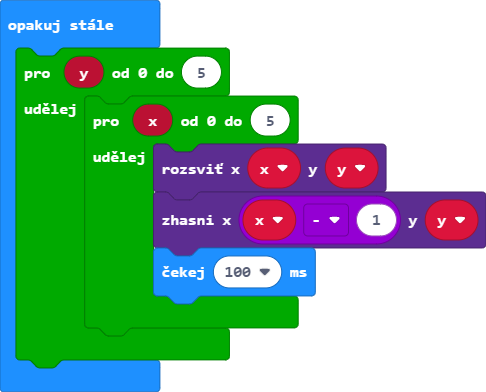 opakuj stále
pro y od 0 do 5
udělej
pro x od 0 do 5
udělej
rozsviť x x y y
zhasni x x - 1 y y
čekej 100 ms